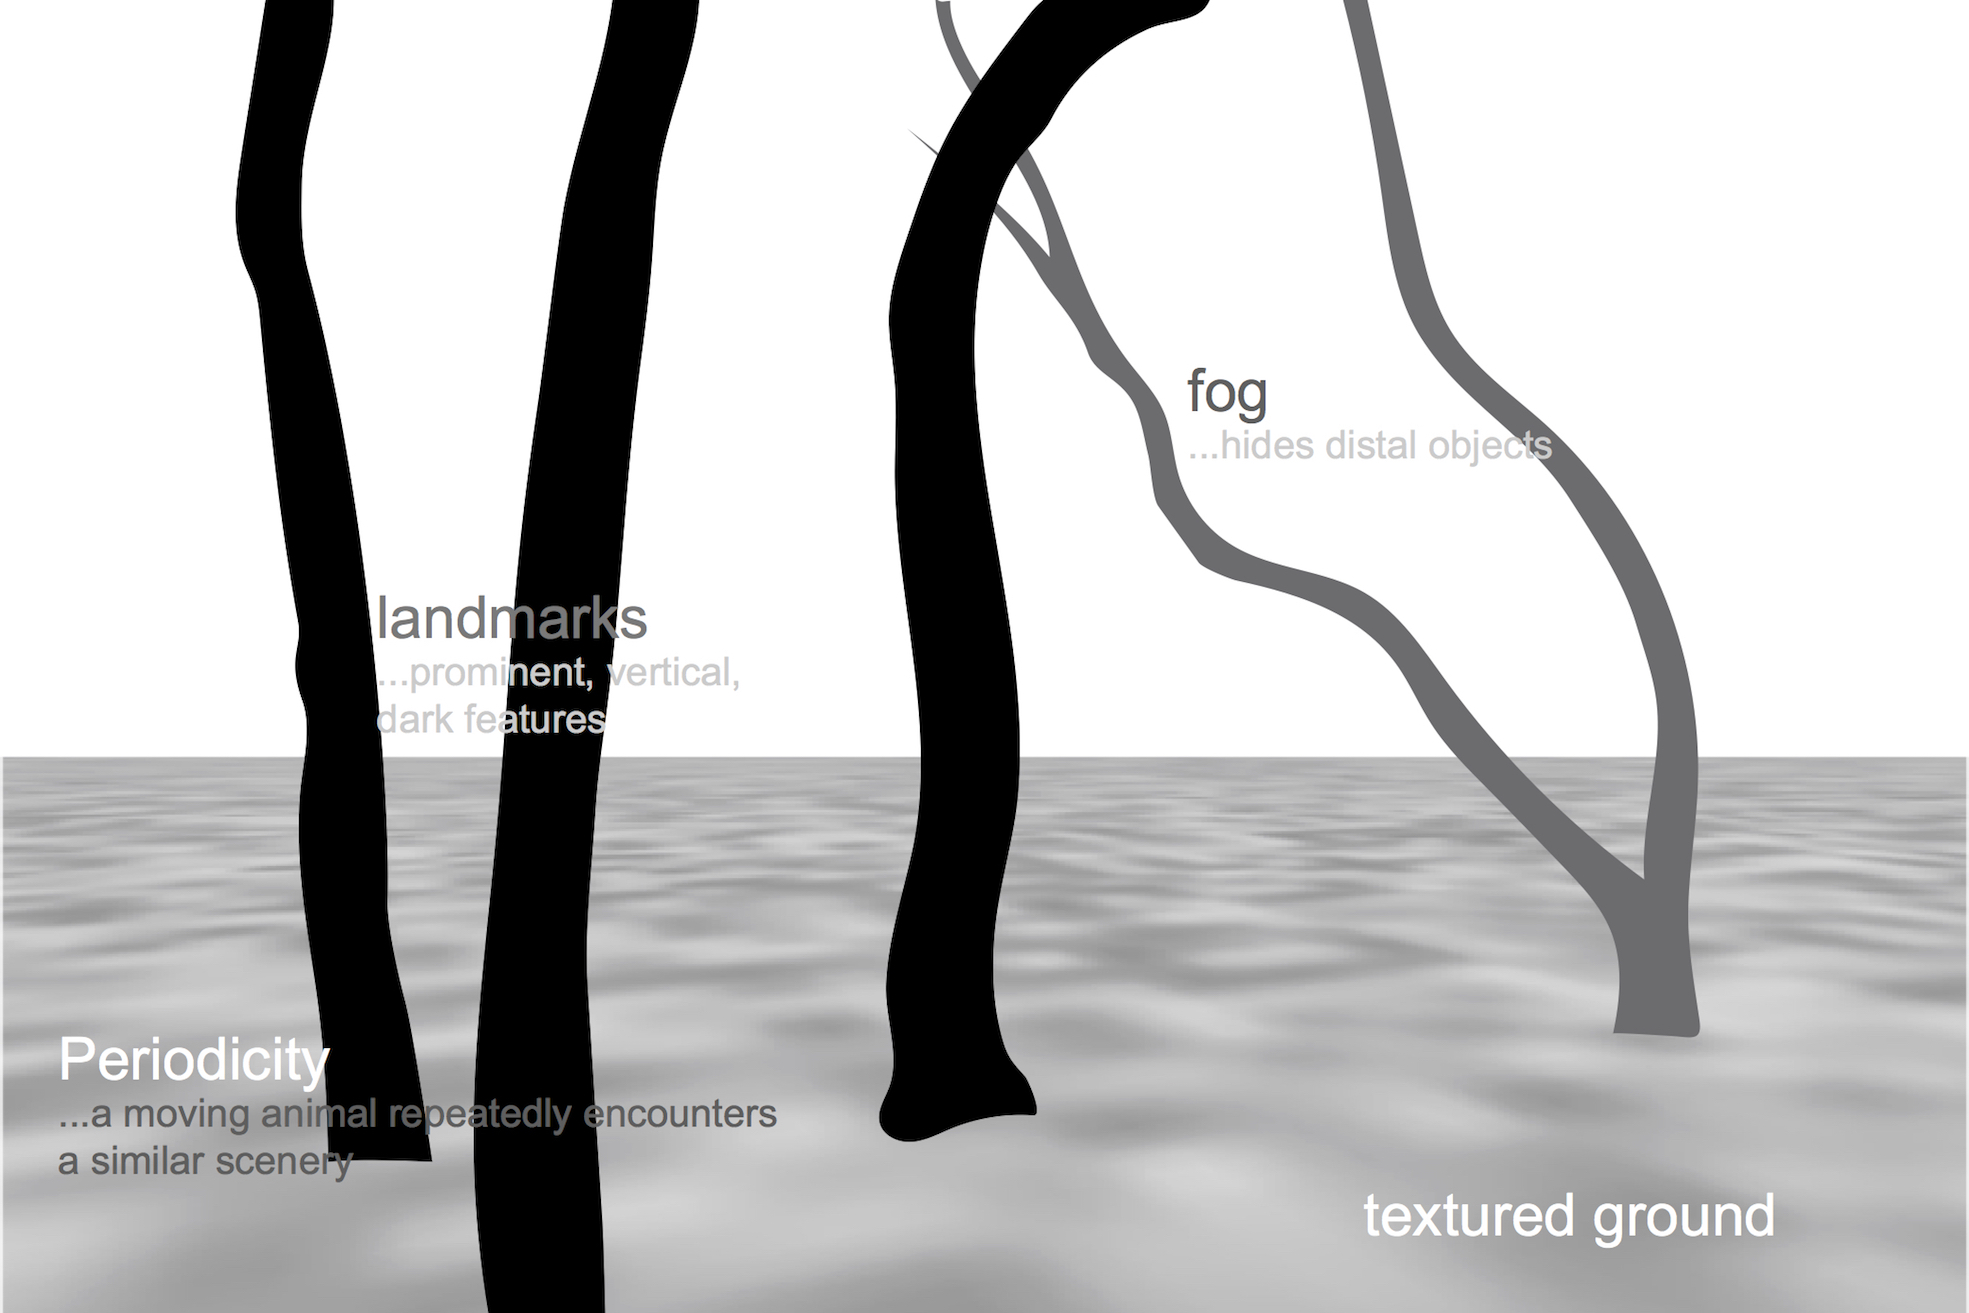 fog
...hides distal objects
landmarks
...prominent, vertical,
dark features
Periodicity
...a moving animal repeatedly encounters
a similar scenery
textured ground